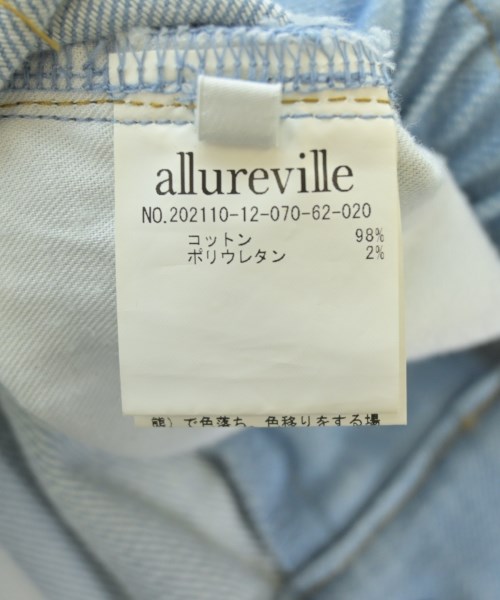 allureville
NO.202110-12-070-62-020
コットン 98%
ポリウレタン 2%
態）で色落ち、色移りをする場